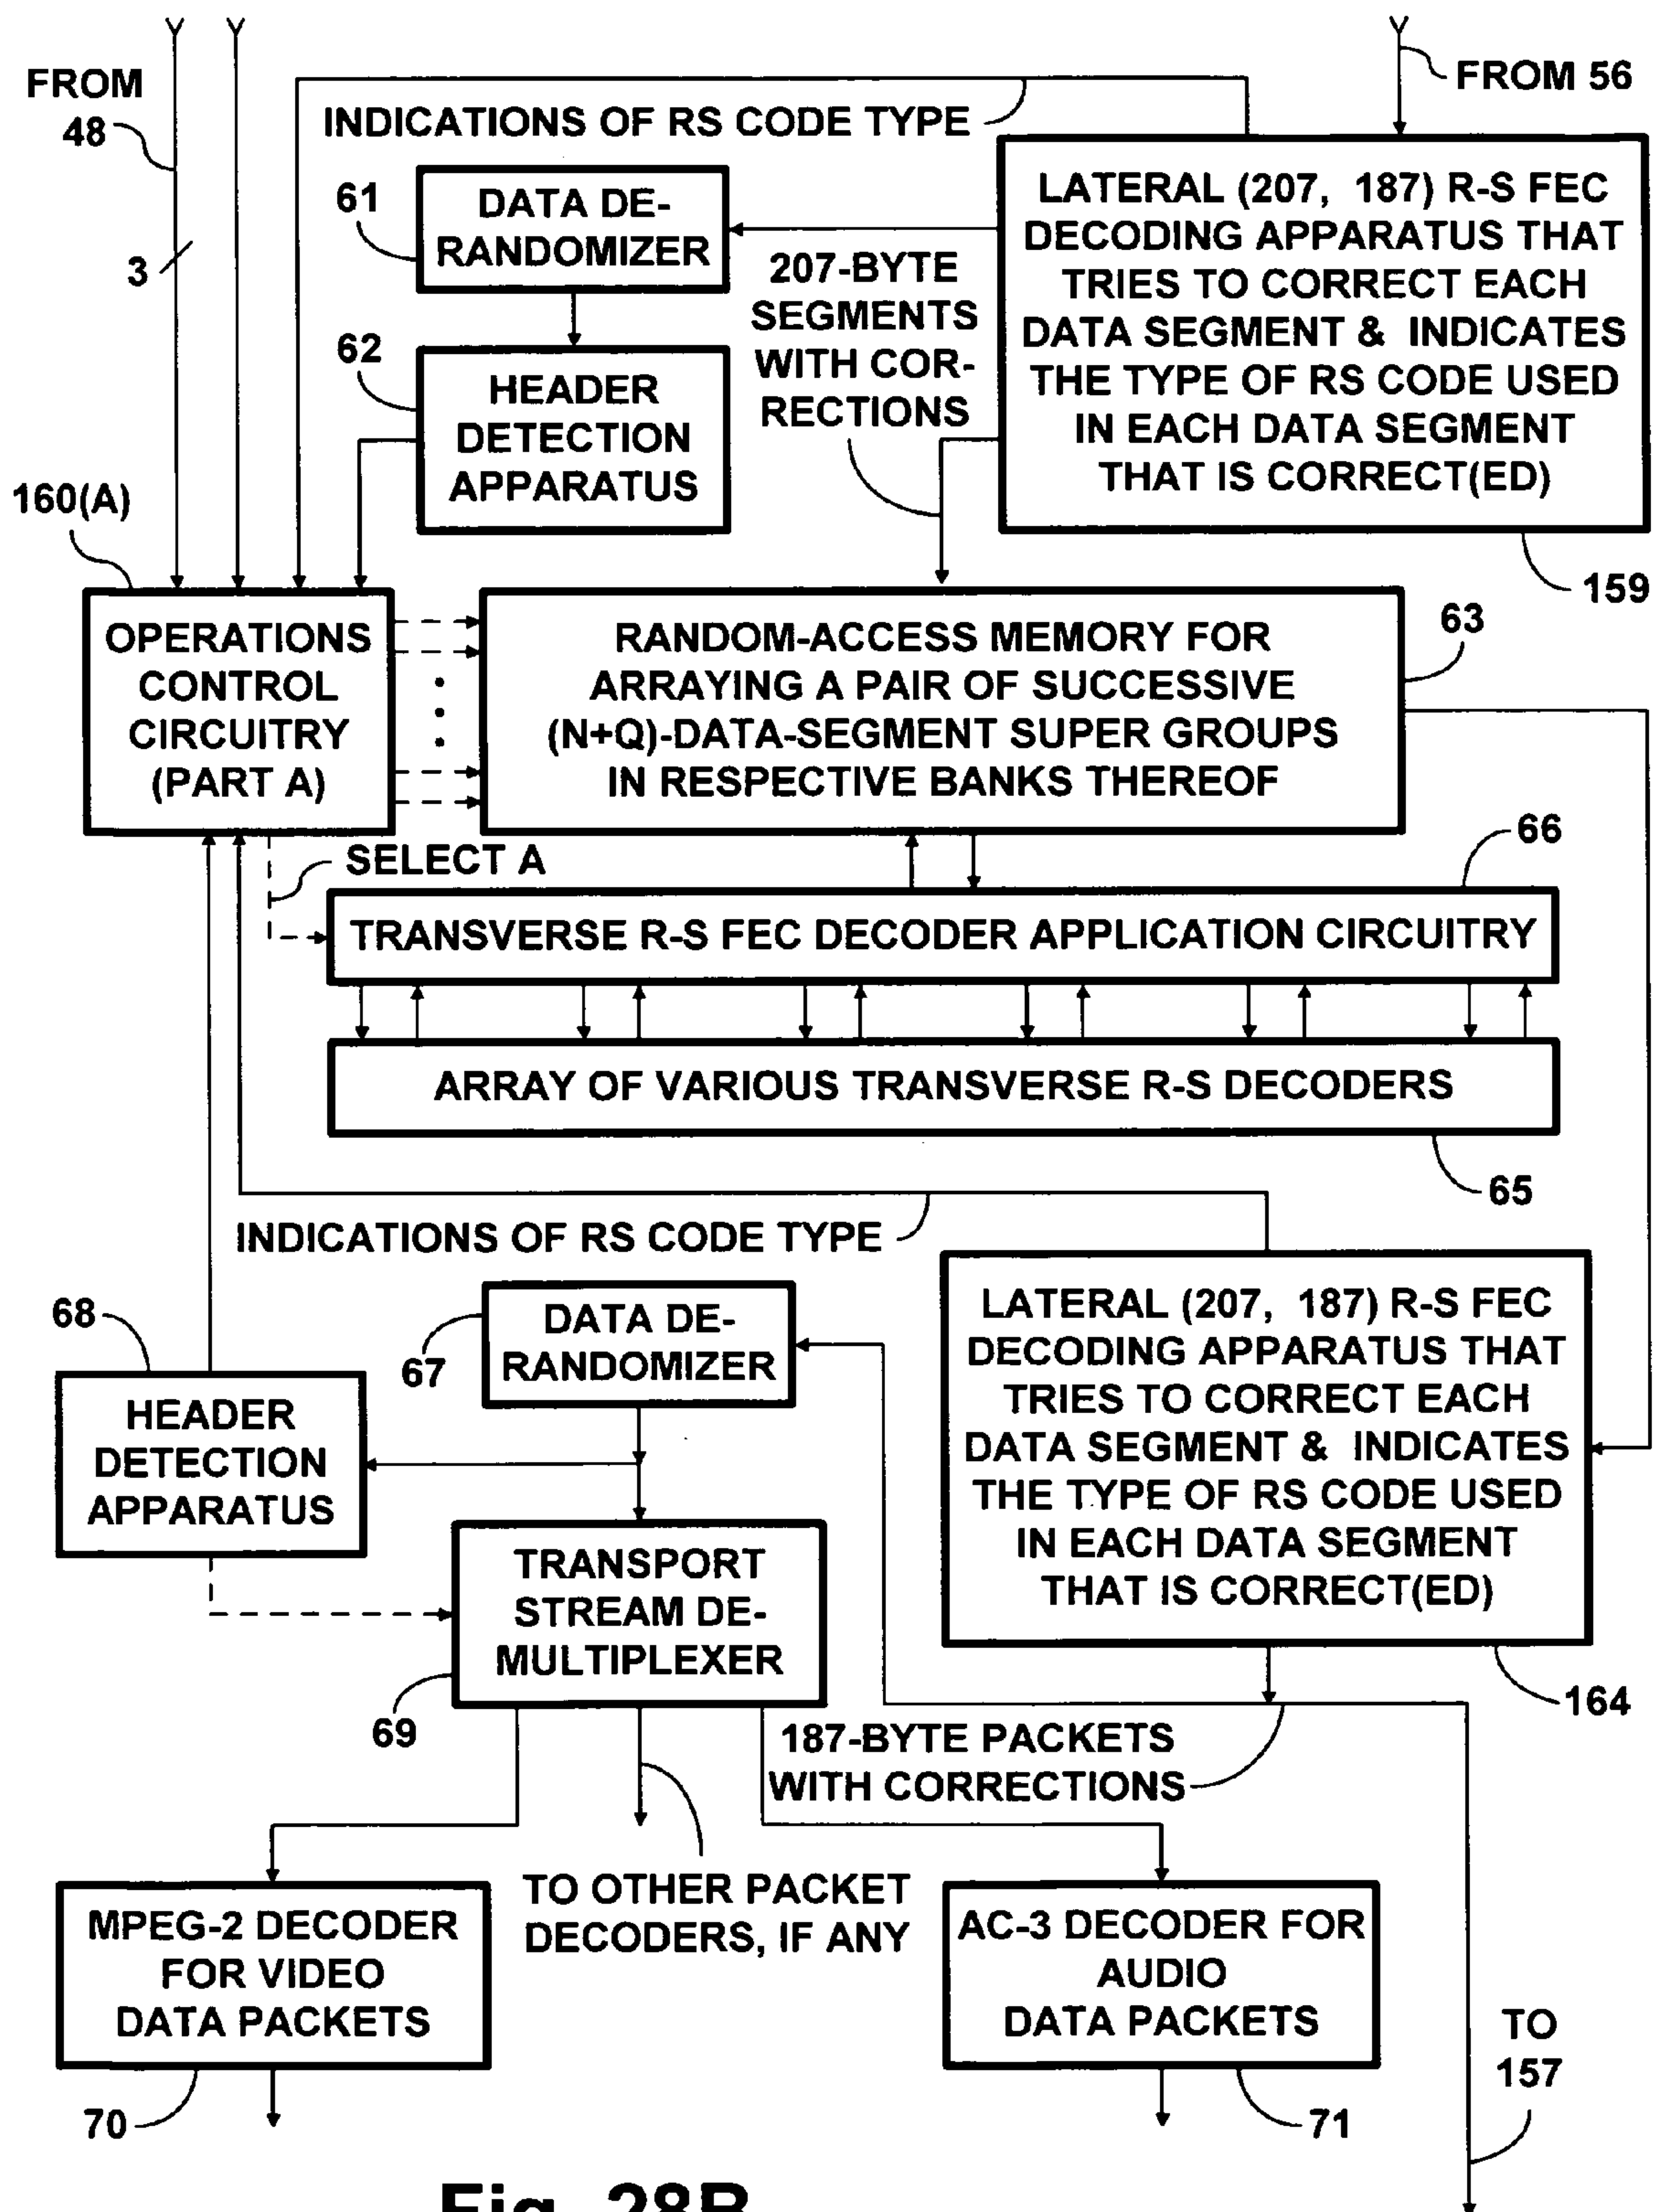 FROM
48
FROM 56
INDICATIONS OF RS CODE TYPE
61
DATA DE-
RANDOMIZER
3
207-BYTE
SEGMENTS
WITH COR-
RECTIONS
LATERAL (207, 187) R-S FEC
DECODING APPARATUS THAT
TRIES TO CORRECT EACH
DATA SEGMENT & INDICATES
THE TYPE OF RS CODE USED
IN EACH DATA SEGMENT
THAT IS CORRECT(ED)
62
HEADER
DETECTION
APPARATUS
160(A)
159
OPERATIONS
CONTROL
CIRCUITRY
(PART A)
RANDOM-ACCESS MEMORY FOR
ARRAYING A PAIR OF SUCCESSIVE
(N+Q)-DATA-SEGMENT SUPER GROUPS
IN RESPECTIVE BANKS THEREOF
63
SELECT A
66
TRANSVERSE R-S FEC DECODER APPLICATION CIRCUITRY
ARRAY OF VARIOUS TRANSVERSE R-S DECODERS
65
INDICATIONS OF RS CODE TYPE
68
67
DATA DE-
RANDOMIZER
LATERAL (207, 187) R-S FEC
DECODING APPARATUS THAT
TRIES TO CORRECT EACH
DATA SEGMENT & INDICATES
THE TYPE OF RS CODE USED
IN EACH DATA SEGMENT
THAT IS CORRECT(ED)
HEADER
DETECTION
APPARATUS
TRANSPORT
STREAM DE-
MULTIPLEXER
69
164
187-BYTE PACKETS
WITH CORRECTIONS
TO OTHER PACKET
DECODERS, IF ANY
MPEG-2 DECODER
FOR VIDEO
DATA PACKETS
AC-3 DECODER FOR
AUDIO
DATA PACKETS
TO
157
70
71
Fig. 28B